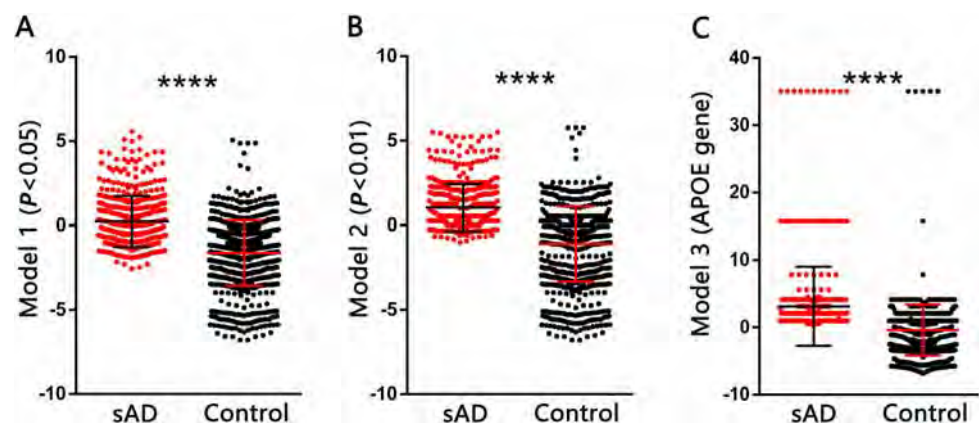 A
Model 1 (P<0.05)
10
5
0
-5
-10
****
sAD Control
B
Model 2 (P<0.01)
10
5
0
-5
-10
****
sAD Control
C
Model 3 (APOE gene)
40
30
20
10
0
-10
****
sAD Control